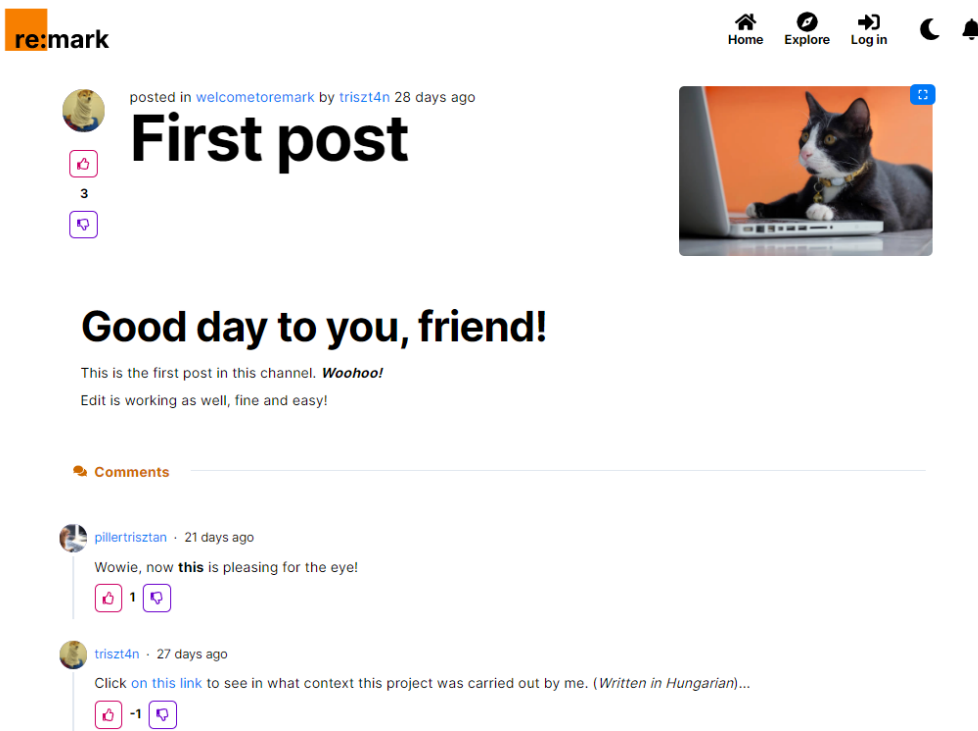 re:mark
Home Explore Log in
posted in welcometoremark by triszt4n 28 days ago
First post
3
Good day to you, friend!
This is the first post in this channel. Woohoo!
Edit is working as well, fine and easy!
Comments
pillertrisztan · 21 days ago
Wowie, now this is pleasing for the eye!
1
triszt4n · 27 days ago
Click on this link to see in what context this project was carried out by me. (Written in Hungarian)...
-1